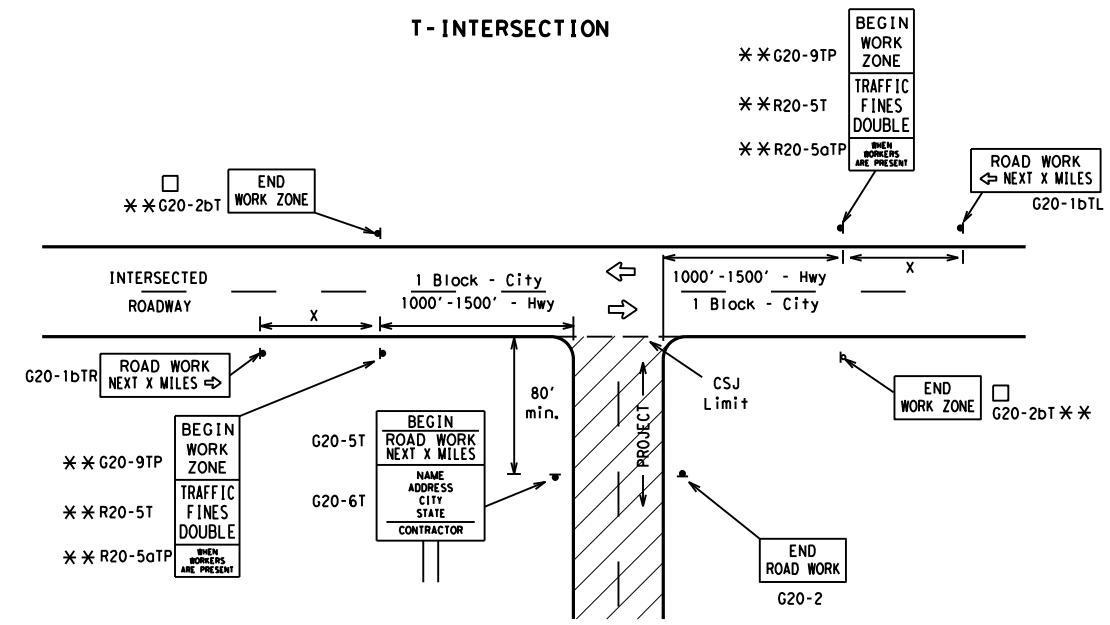 T-INTERSECTION
**G20-9TP
BEGIN
WORK
ZONE
**R20-5T
TRAFFIC
FINES
DOUBLE
**R20-5aTP
WHEN
WORKERS
ARE PRESENT
ROAD WORK
⇦ NEXT X MILES
G20-1bTL
□
**G20-2bT
END
WORK ZONE
X
INTERSECTED
ROADWAY
1 Block - City
1000'-1500' - Hwy
1000'-1500' - Hwy
1 Block - City
X
G20-1bTR
ROAD WORK
NEXT X MILES ⇨
80'
min.
CSJ
Limit
PROJECT
END
WORK ZONE
□
G20-2bT**
**G20-9TP
BEGIN
WORK
ZONE
**R20-5T
TRAFFIC
FINES
DOUBLE
**R20-5aTP
WHEN
WORKERS
ARE PRESENT
G20-5T
BEGIN
ROAD WORK
NEXT X MILES
G20-6T
NAME
ADDRESS
CITY
STATE
CONTRACTOR
END
ROAD WORK
G20-2